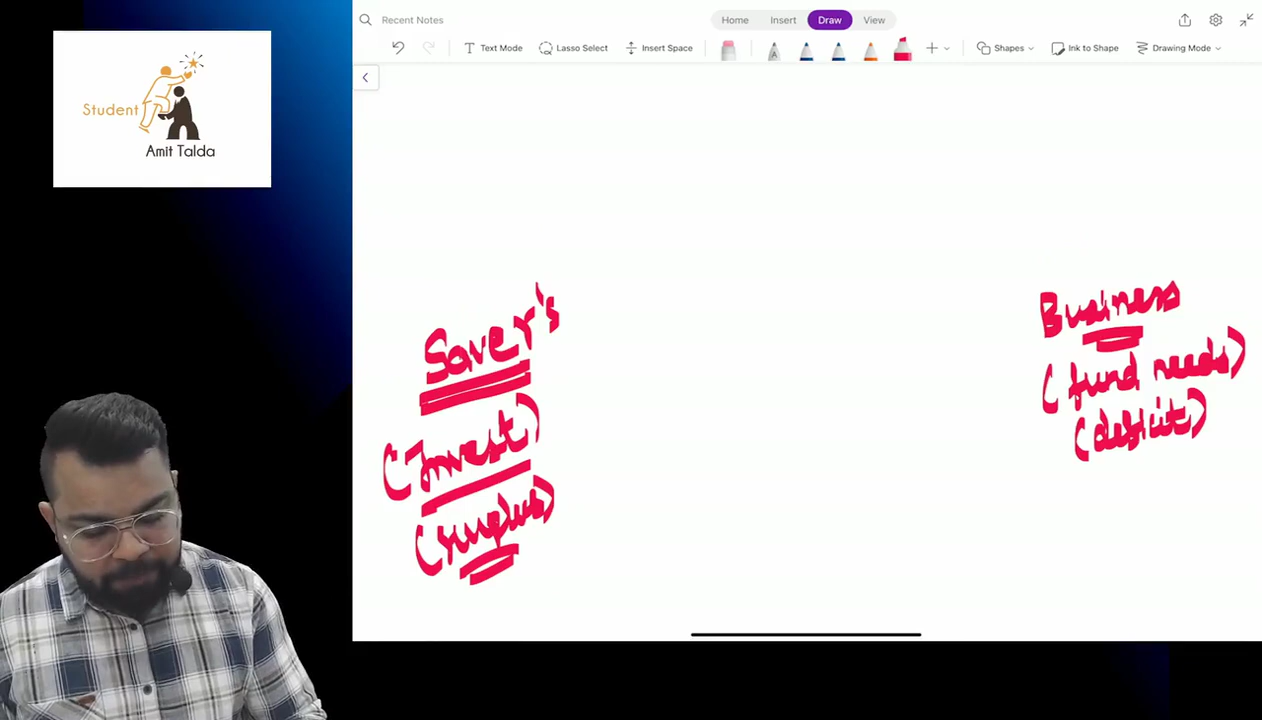 Recent Notes
Home Insert Draw View
Text Mode Lasso Select Insert Space Shapes Ink to Shape Drawing Mode
Student
Amit Talda
Saver's
(Invest)
(surplus)
Business
(fund needs)
(deficit)